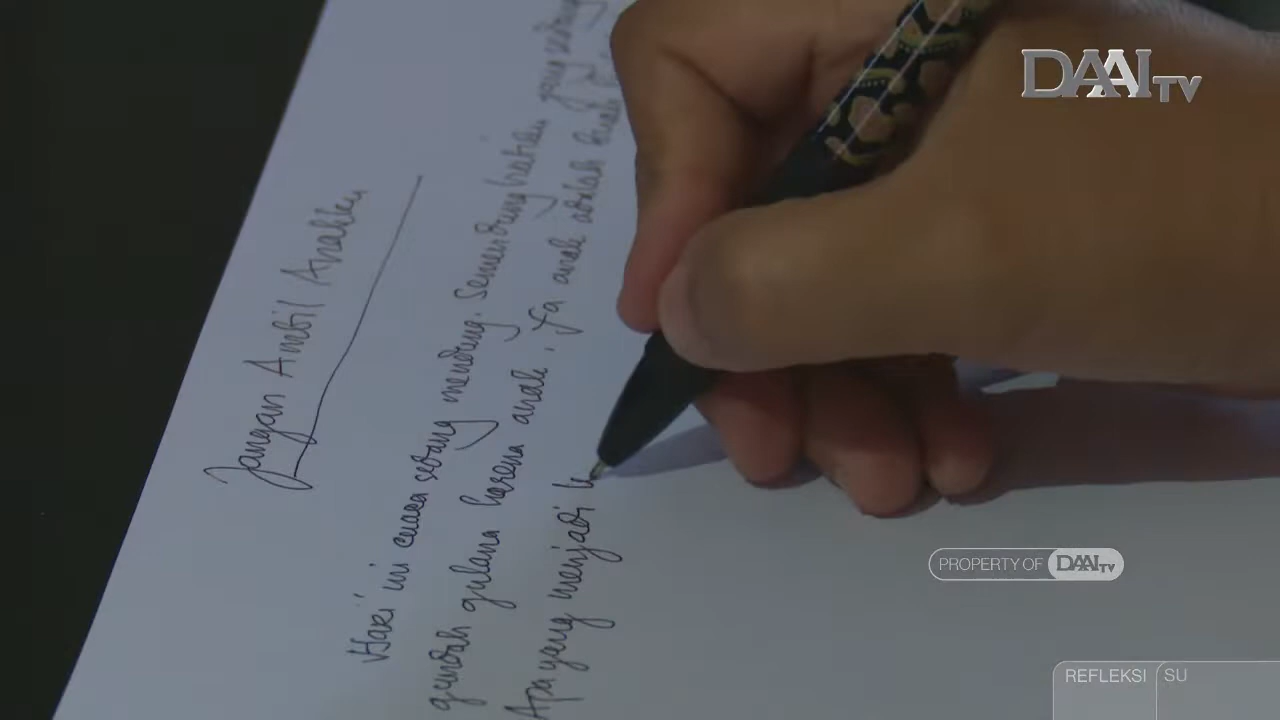 DAAI TV
Jangan Ambil Anakku
Hari ini cuaca sedang mendung. Semendung hatiku yang sedang
gundah gulana karena anak. Ya anak adalah
Apa yang menjadi k
PROPERTY OF DAAI TV
REFLEKSI SU